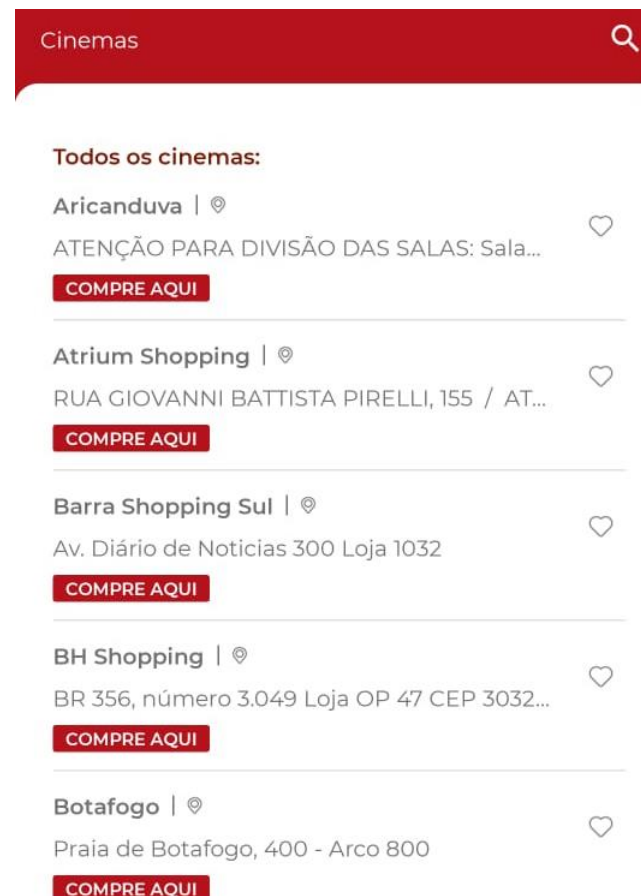 Cinemas
Todos os cinemas:
Aricanduva |
ATENÇÃO PARA DIVISÃO DAS SALAS: Sala...
COMPRE AQUI
Atrium Shopping |
RUA GIOVANNI BATTISTA PIRELLI, 155 / AT...
COMPRE AQUI
Barra Shopping Sul |
Av. Diário de Noticias 300 Loja 1032
COMPRE AQUI
BH Shopping |
BR 356, número 3.049 Loja OP 47 CEP 3032...
COMPRE AQUI
Botafogo |
Praia de Botafogo, 400 - Arco 800
COMPRE AQUI